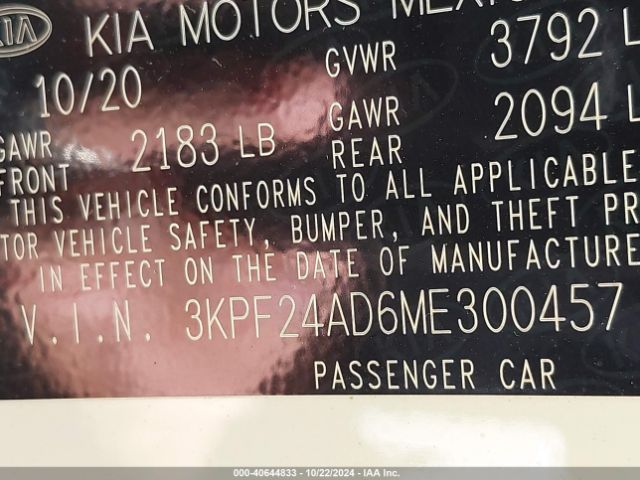 KIA KIA MOTORS MEXICO
10/20 GVWR 3792 L
GAWR FRONT 2183 LB GAWR REAR 2094 L
THIS VEHICLE CONFORMS TO ALL APPLICABLE
TOR VEHICLE SAFETY, BUMPER, AND THEFT PR
IN EFFECT ON THE DATE OF MANUFACTURE
V.I.N. 3KPF24AD6ME300457
PASSENGER CAR
000-40644833 - 10/22/2024 - IAA Inc.